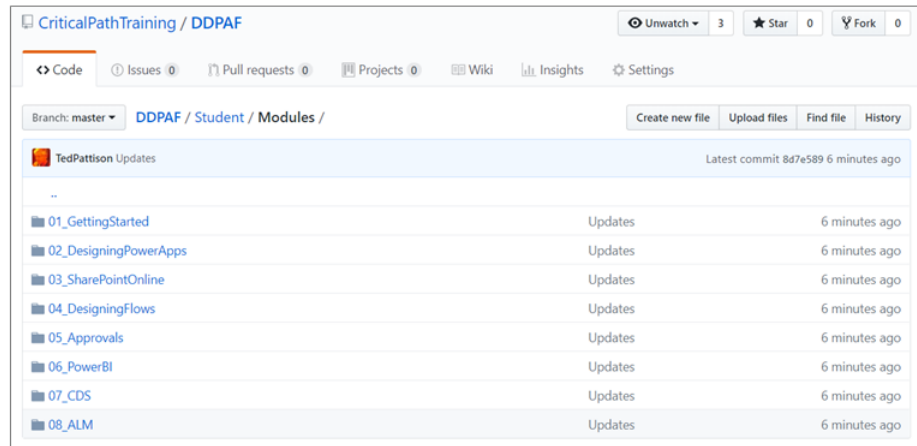 CriticalPathTraining / DDPAF Unwatch 3 Star 0 Fork 0
Code Issues 0 Pull requests 0 Projects 0 Wiki Insights Settings
Branch: master DDPAF / Student / Modules / Create new file Upload files Find file History
TedPattison Updates Latest commit 8d7e589 6 minutes ago
..
01_GettingStarted Updates 6 minutes ago
02_DesigningPowerApps Updates 6 minutes ago
03_SharePointOnline Updates 6 minutes ago
04_DesigningFlows Updates 6 minutes ago
05_Approvals Updates 6 minutes ago
06_PowerBI Updates 6 minutes ago
07_CDS Updates 6 minutes ago
08_ALM Updates 6 minutes ago